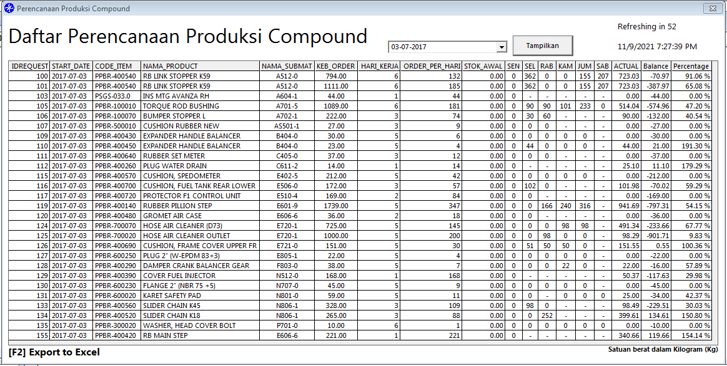 Perencanaan Produksi Compound
Refreshing in 52
Daftar Perencanaan Produksi Compound
03-07-2017 Tampilkan 11/9/2021 7:27:39 PM
IDREQUEST START_DATE CODE_ITEM NAMA_PRODUCT NAMA_SUBMAT KEB_ORDER HARI_KERJA ORDER_PER_HARI STOK_AWAL SEN SEL RAB KAM JUM SAB ACTUAL Balance Percentage
100 2017-07-03 PPBR-400540 RB LINK STOPPER K59 A512-0 794.00 6 132 0.00 0 362 0 0 155 207 723.03 -70.97 91.06 %
101 2017-07-03 PPBR-400540 RB LINK STOPPER K59 A512-0 1111.00 6 185 0.00 0 362 0 0 155 207 723.03 -387.97 65.08 %
103 2017-07-03 PSGS-033.0 INS MTG AVANZA RH A604-1 44.00 1 44 0.00 0 - - - - - 0.00 -44.00 0.00 %
105 2017-07-03 PPBR-100010 TORQUE ROD BUSHING A701-5 1089.00 6 181 0.00 0 90 90 101 233 0 514.04 -574.96 47.20 %
106 2017-07-03 PPBR-100070 BUMPER STOPPER L A702-1 222.00 3 74 0.00 0 30 60 - - - 90.00 -132.00 40.54 %
107 2017-07-03 PPBR-500010 CUSHION RUBBER NEW A5501-1 27.00 3 9 0.00 0 0 0 - - - 0.00 -27.00 0.00 %
109 2017-07-03 PPBR-400430 EXPANDER HANDLE BALANCER B404-0 30.00 5 6 0.00 0 0 0 0 0 - 0.00 -30.00 0.00 %
110 2017-07-03 PPBR-400450 EXPANDER HANDLE BALANCER B404-0 23.00 5 4 0.00 0 44 0 0 0 - 44.00 21.00 191.30 %
111 2017-07-03 PPBR-400640 RUBBER SET METER C405-0 37.00 3 12 0.00 0 0 0 - - - 0.00 -37.00 0.00 %
112 2017-07-03 PPBR-400260 PLUG WATER DRAIN C611-2 14.00 1 14 0.00 0 - - - - - 25.10 11.10 179.29 %
115 2017-07-03 PPBR-400570 CUSHION, SPEDOMETER E402-5 212.00 5 42 0.00 0 0 0 0 0 - 0.00 -212.00 0.00 %
116 2017-07-03 PPBR-400700 CUSHION, FUEL TANK REAR LOWER E506-0 172.00 3 57 0.00 0 102 0 - - - 101.98 -70.02 59.29 %
117 2017-07-03 PPBR-400720 PROTECTOR F1 CONTROL UNIT E510-4 169.00 2 84 0.00 0 0 - - - - 0.00 -169.00 0.00 %
119 2017-07-03 PPBR-400140 RUBBER PILLION STEP E601-9 1739.00 5 347 0.00 0 0 166 240 316 - 941.69 -797.31 54.15 %
120 2017-07-03 PPBR-400480 GROMET AIR CASE E606-6 36.00 2 18 0.00 0 0 - - - - 0.00 -36.00 0.00 %
124 2017-07-03 PPBR-700070 HOSE AIR CLEANER (D73) E720-1 725.00 5 145 0.00 0 0 0 98 98 - 491.34 -233.66 67.77 %
125 2017-07-03 PPBR-700020 HOSE AIR CLEANER OUTLET E720-1 1000.00 5 200 0.00 0 0 98 0 0 - 98.29 -901.71 9.83 %
126 2017-07-03 PPBR-400690 CUSHION, FRAME COVER UPPER FR E721-0 151.00 5 30 0.00 0 51 50 50 0 - 151.55 0.55 100.36 %
127 2017-07-03 PPBR-600250 PLUG 2" (W-EPDM 83+3) E805-1 22.00 5 4 0.00 0 0 0 0 0 - 0.00 -22.00 0.00 %
128 2017-07-03 PPBR-400290 DAMPER CRANK BALANCER GEAR F803-0 38.00 5 7 0.00 0 0 0 22 0 - 22.00 -16.00 57.89 %
129 2017-07-03 PPBR-400390 COVER FUEL INJECTOR N512-0 168.00 1 168 0.00 0 - - - - - 50.37 -117.63 29.98 %
130 2017-07-03 PPBR-600230 FLANGE 2" (NBR 75 +5) N707-0 45.00 5 9 0.00 0 0 0 0 0 - 0.00 -45.00 0.00 %
131 2017-07-03 PPBR-600020 KARET SAFETY PAD N801-0 59.00 5 11 0.00 0 0 0 0 0 - 25.00 -34.00 42.37 %
133 2017-07-03 PPBR-400560 SLIDER CHAIN K45 N806-1 328.00 3 109 0.00 0 98 0 - - - 98.49 -229.51 30.03 %
134 2017-07-03 PPBR-400520 SLIDER CHAIN K18 N806-1 265.00 3 88 0.00 0 0 252 - - - 399.61 134.61 150.80 %
135 2017-07-03 PPBR-300020 WASHER, HEAD COVER BOLT P701-0 10.00 6 1 0.00 0 0 0 0 0 0 0.00 -10.00 0.00 %
155 2017-07-03 PPBR-400420 RB MAIN STEP E606-6 221.00 1 221 0.00 0 - - - - - 340.66 119.66 154.14 %
[F2] Export to Excel Satuan berat dalam Kilogram (Kg)